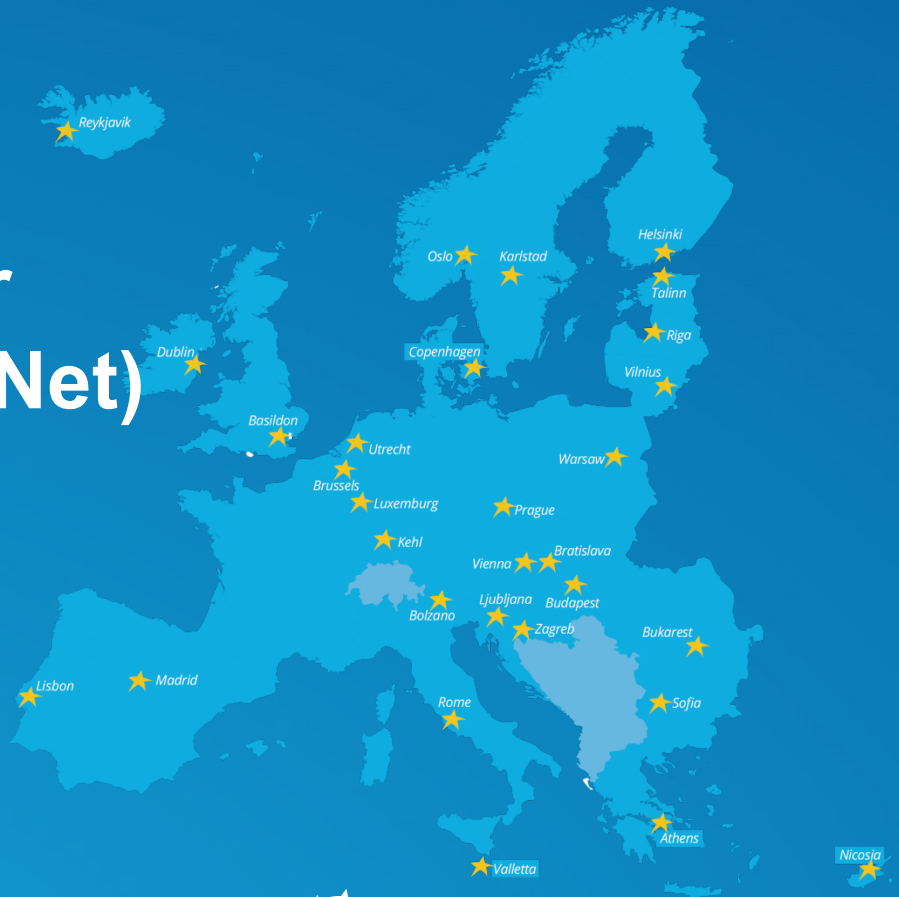 Reykjavik
Helsinki
Oslo
Karlstad
Talinn
Riga
Dublin
Copenhagen
Vilnius
Net)
Basildon
Utrecht
Warsaw
Brussels
Luxemburg
Prague
Kehl
Bratislava
Vienna
Ljubljana
Budapest
Bolzano
Zagreb
Bukarest
Lisbon
Madrid
Rome
Sofia
Athens
Nicosia
Valletta